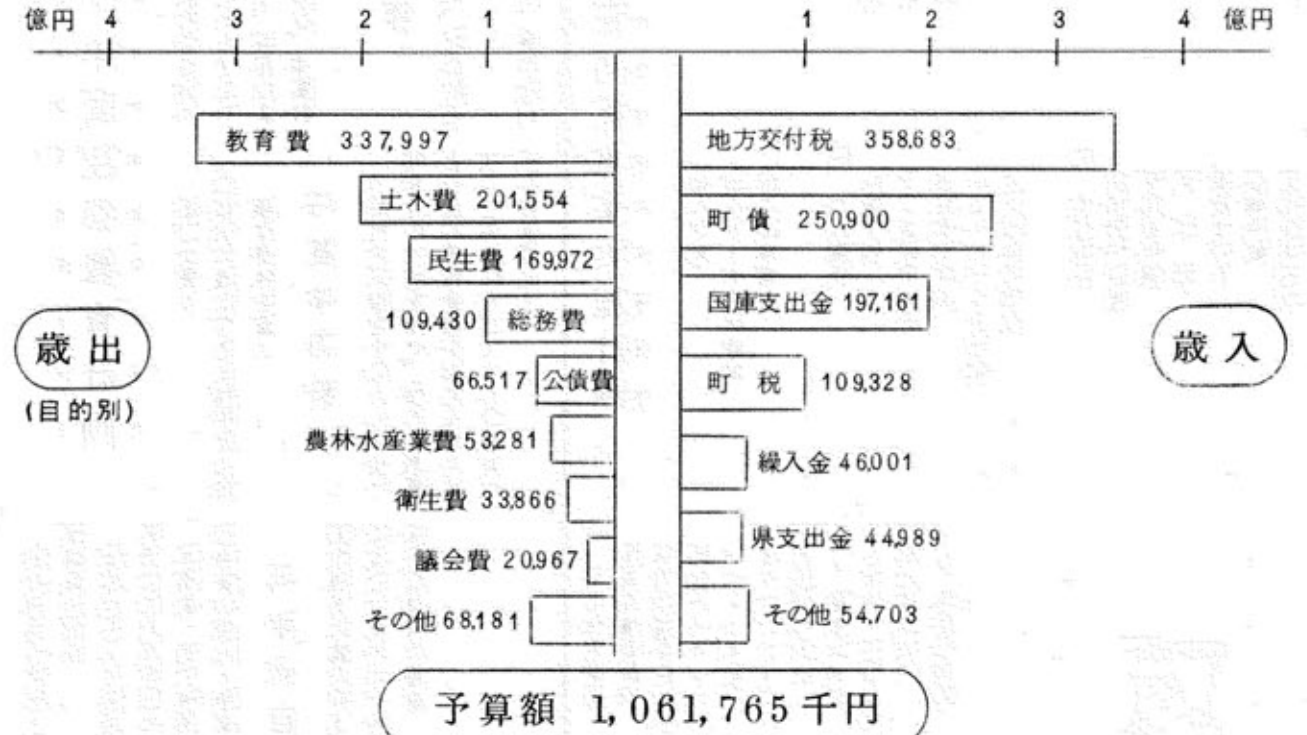 億円 4 3 2 1 1 2 3 4 億円
教育費 337,997
土木費 201,554
民生費 169,972
109,430 総務費
66,517 公債費
農林水産業費 53,281
衛生費 33,866
議会費 20,967
その他 68,181
歳出
(目的別)
地方交付税 358,683
町債 250,900
国庫支出金 197,161
町税 109,328
繰入金 46,001
県支出金 44,989
その他 54,703
歳入
予算額 1,061,765千円